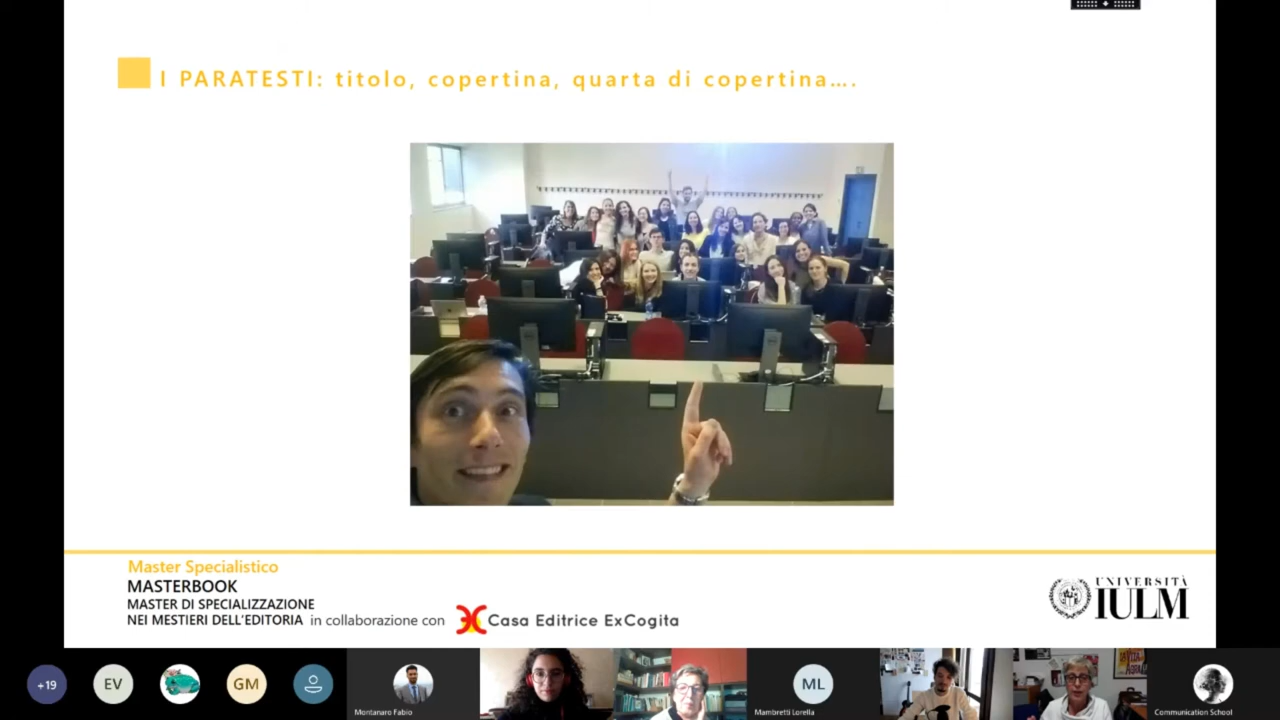 I PARATESTI: titolo, copertina, quarta di copertina….
Master Specialistico
MASTERBOOK
MASTER DI SPECIALIZZAZIONE
NEI MESTIERI DELL'EDITORIA in collaborazione con
Casa Editrice ExCogita
UNIVERSITÀ
IULM
+19
EV
GM
ML
Montanaro Fabio
Mambretti Lorella
Communication School